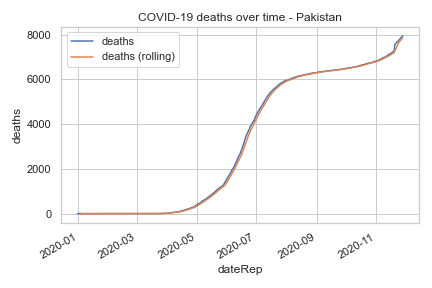 COVID-19 deaths over time - Pakistan
deaths
deaths (rolling)
8000
6000
4000
2000
0
deaths
2020-01
2020-03
2020-05
2020-07
2020-09
2020-11
dateRep